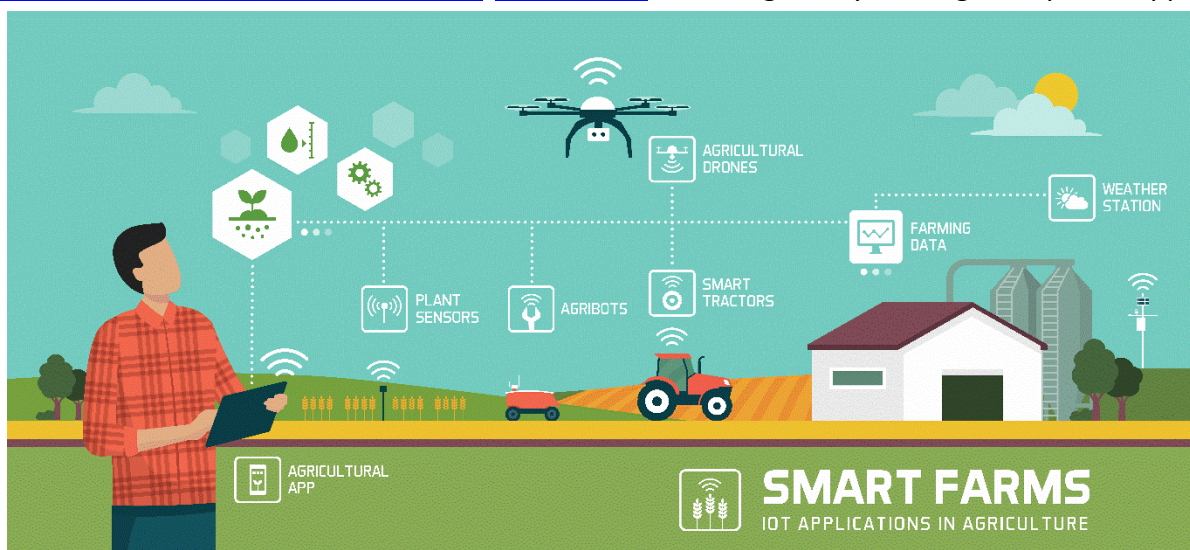 AGRICULTURAL
DRONES
WEATHER
STATION
FARMING
DATA
PLANT
SENSORS
AGRIBOTS
SMART
TRACTORS
AGRICULTURAL
APP
SMART FARMS
IOT APPLICATIONS IN AGRICULTURE